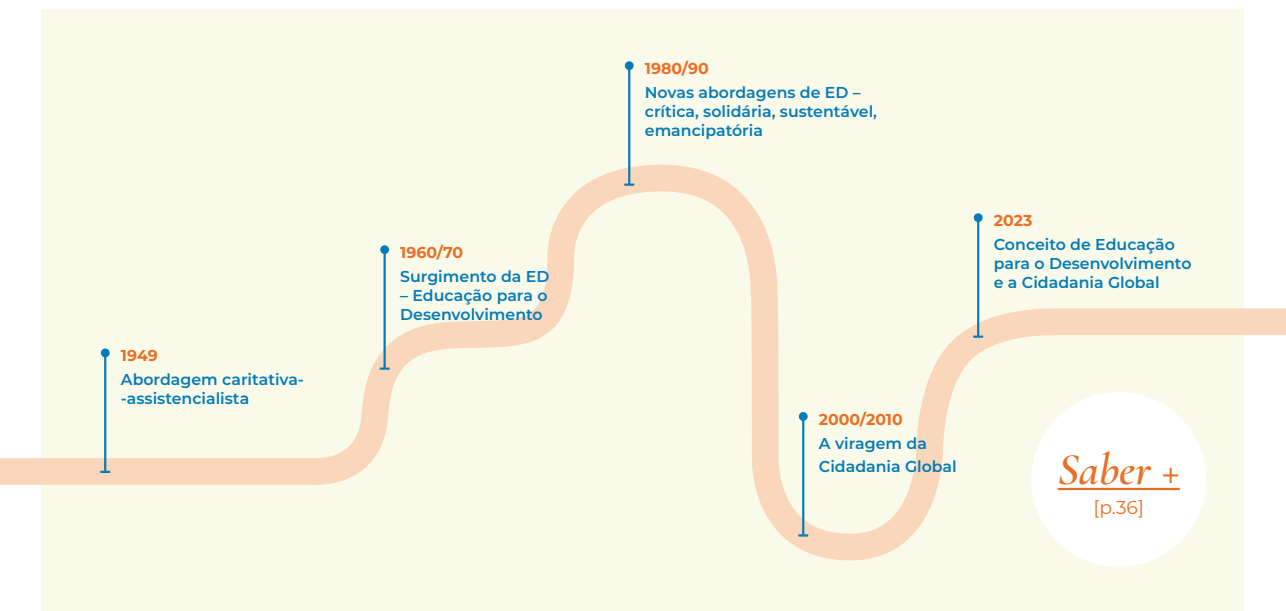 1949
Abordagem caritativa-
-assistencialista
1960/70
Surgimento da ED
– Educação para o
Desenvolvimento
1980/90
Novas abordagens de ED –
crítica, solidária, sustentável,
emancipatória
2000/2010
A viragem da
Cidadania Global
2023
Conceito de Educação
para o Desenvolvimento
e a Cidadania Global
Saber +
[p.36]